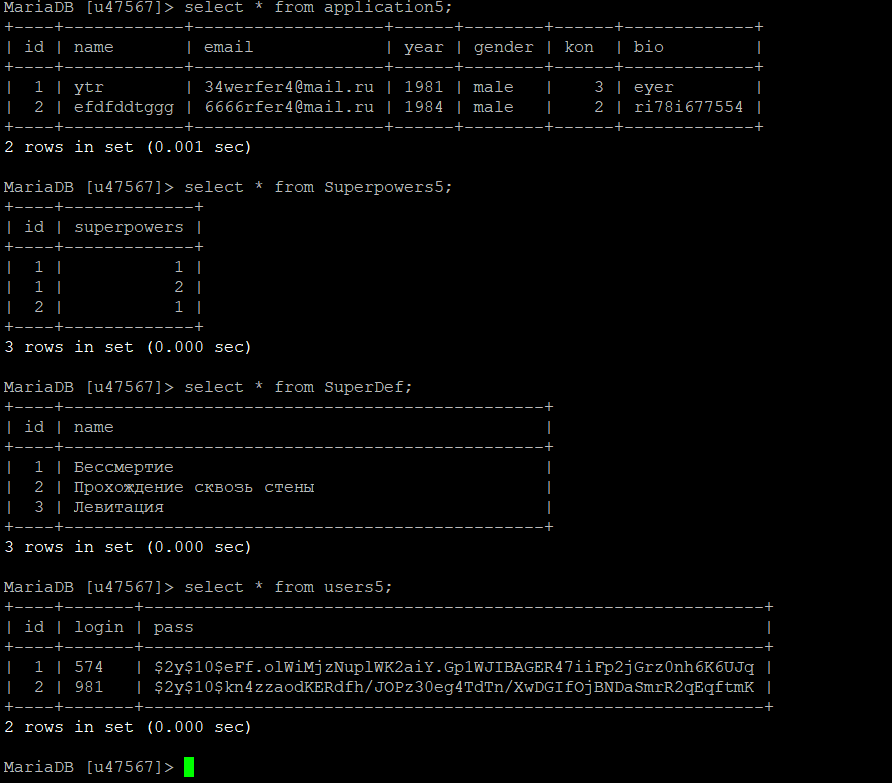 MariaDB [u47567]> select * from application5;
+----+------------+-------------------+------+--------+------+-------------+
| id | name       | email             | year | gender | kon  | bio         |
+----+------------+-------------------+------+--------+------+-------------+
|  1 | ytr        | 34werfer4@mail.ru | 1981 | male   |    3 | eyer        |
|  2 | efdfddtggg | 6666rfer4@mail.ru | 1984 | male   |    2 | ri78i677554 |
+----+------------+-------------------+------+--------+------+-------------+
2 rows in set (0.001 sec)
MariaDB [u47567]> select * from Superpowers5;
+----+-------------+
| id | superpowers |
+----+-------------+
|  1 |           1 |
|  1 |           2 |
|  2 |           1 |
+----+-------------+
3 rows in set (0.000 sec)
MariaDB [u47567]> select * from SuperDef;
+----+------------------------------------------------+
| id | name                                           |
+----+------------------------------------------------+
|  1 | Бессмертие                                     |
|  2 | Прохождение сквозь стены                       |
|  3 | Левитация                                      |
+----+------------------------------------------------+
3 rows in set (0.000 sec)
MariaDB [u47567]> select * from users5;
+----+-------+--------------------------------------------------------------+
| id | login | pass                                                         |
+----+-------+--------------------------------------------------------------+
|  1 | 574   | $2y$10$eFf.olWiMjzNuplWK2aiY.Gp1WJIBAGER47iiFp2jGrz0nh6K6UJq |
|  2 | 981   | $2y$10$kn4zzaodKERdfh/JOPz30eg4TdTn/XwDGIfOjBNDaSmrR2qEqftmK |
+----+-------+--------------------------------------------------------------+
2 rows in set (0.000 sec)
MariaDB [u47567]>